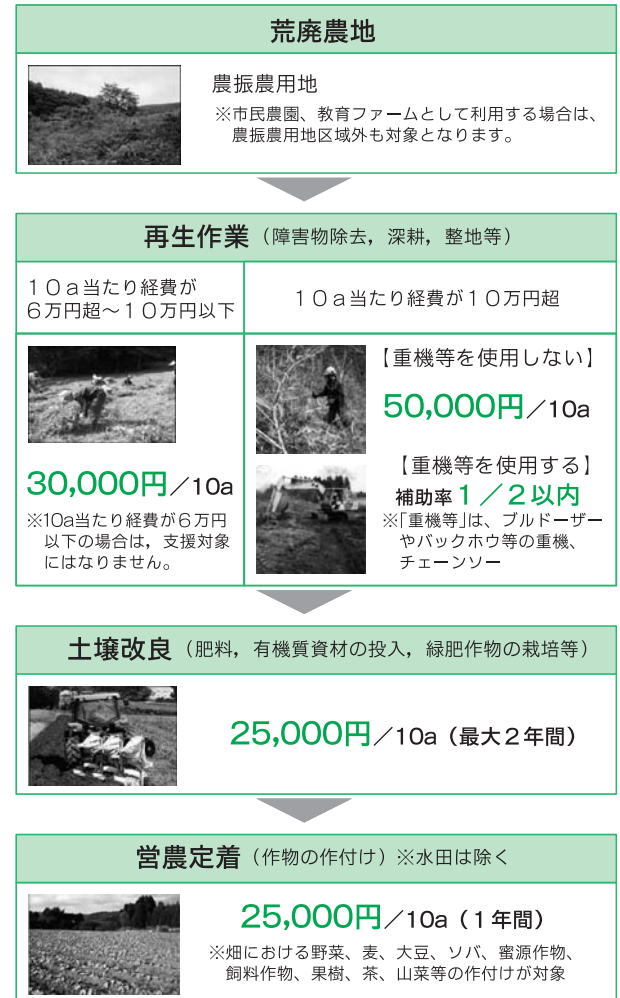 荒廃農地
農振農用地
※市民農園、教育ファームとして利用する場合は、
農振農用地区域外も対象となります。
再生作業（障害物除去，深耕，整地等）
１０a当たり経費が
６万円超～１０万円以下
１０a当たり経費が１０万円超
30,000円／10a
※10a当たり経費が６万円
以下の場合は，支援対象
にはなりません。
【重機等を使用しない】
50,000円／10a
【重機等を使用する】
補助率１／２以内
※「重機等」は、ブルドーザー
やバックホウ等の重機、
チェーンソー
土壌改良（肥料，有機質資材の投入，緑肥作物の栽培等）
25,000円／10a（最大２年間）
営農定着（作物の作付け）※水田は除く
25,000円／10a（１年間）
※畑における野菜、麦、大豆、ソバ、蜜源作物、
飼料作物、果樹、茶、山菜等の作付けが対象